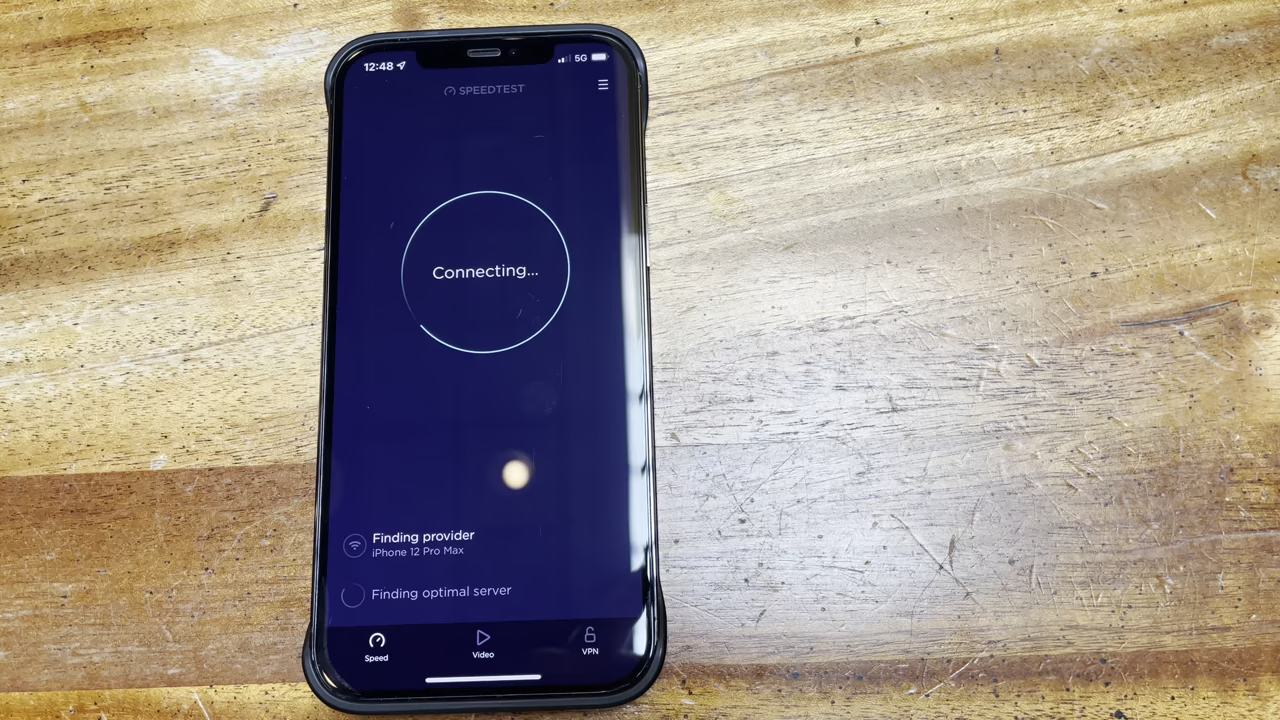 12:48
5G
SPEEDTEST
Connecting...
Finding provider
iPhone 12 Pro Max
Finding optimal server
Speed
Video
VPN